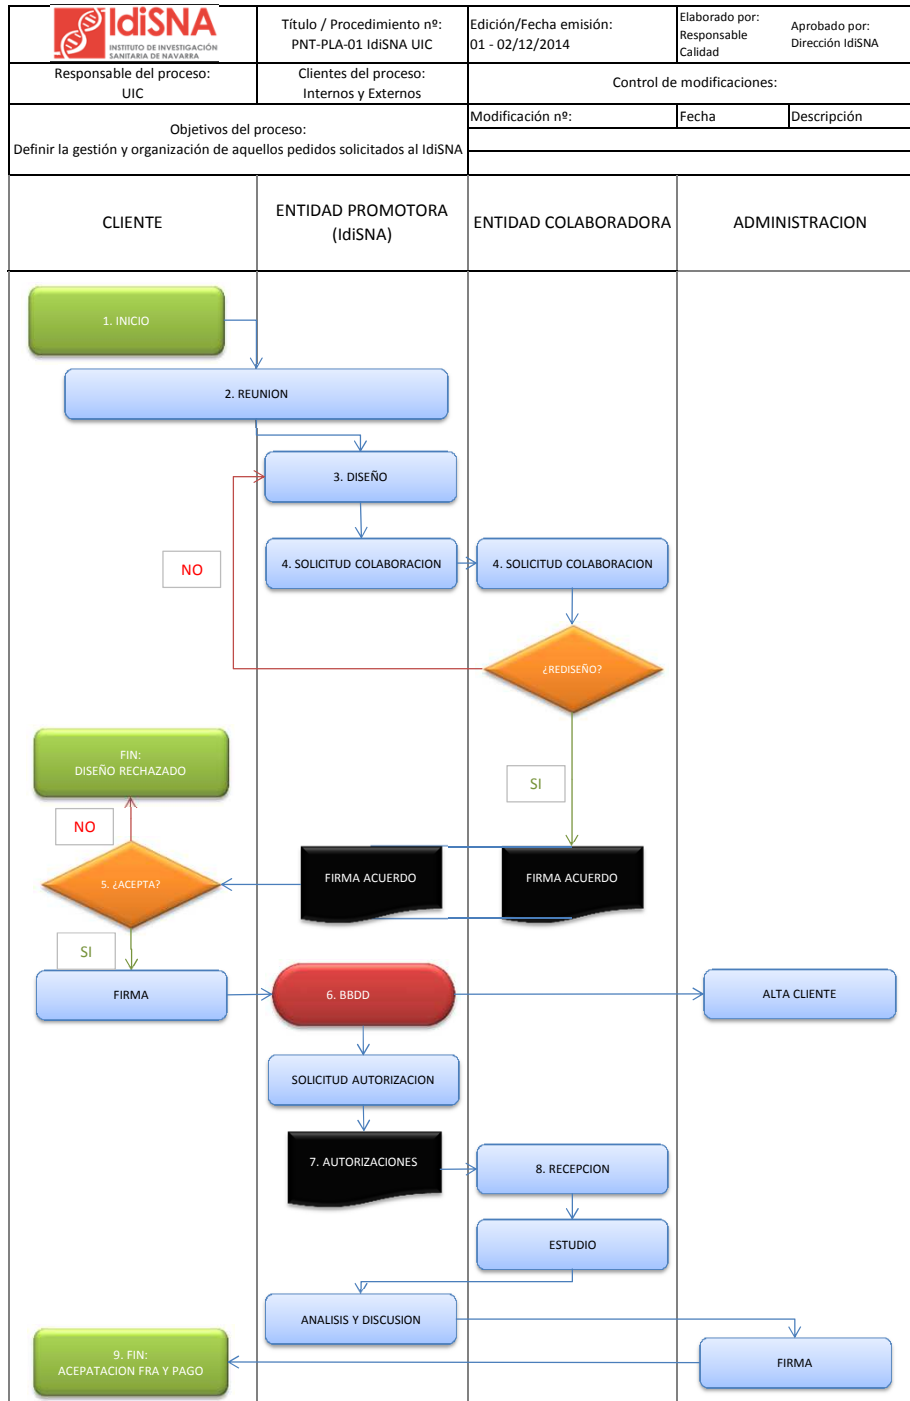 IdiSNA
INSTITUTO DE INVESTIGACIÓN
SANITARIA DE NAVARRA
Título / Procedimiento nº:
PNT-PLA-01 IdiSNA UIC
Edición/Fecha emisión:
01 - 02/12/2014
Elaborado por:
Responsable
Calidad
Aprobado por:
Dirección IdiSNA
Responsable del proceso:
UIC
Clientes del proceso:
Internos y Externos
Control de modificaciones:
Objetivos del proceso:
Definir la gestión y organización de aquellos pedidos solicitados al IdiSNA
Modificación nº:
Fecha
Descripción
CLIENTE
ENTIDAD PROMOTORA
(IdiSNA)
ENTIDAD COLABORADORA
ADMINISTRACION
1. INICIO
2. REUNION
3. DISEÑO
4. SOLICITUD COLABORACION
4. SOLICITUD COLABORACION
NO
¿REDISEÑO?
FIN:
DISEÑO RECHAZADO
SI
NO
FIRMA ACUERDO
FIRMA ACUERDO
5. ¿ACEPTA?
SI
FIRMA
6. BBDD
ALTA CLIENTE
SOLICITUD AUTORIZACION
7. AUTORIZACIONES
8. RECEPCION
ESTUDIO
ANALISIS Y DISCUSION
9. FIN:
ACEPATACION FRA Y PAGO
FIRMA